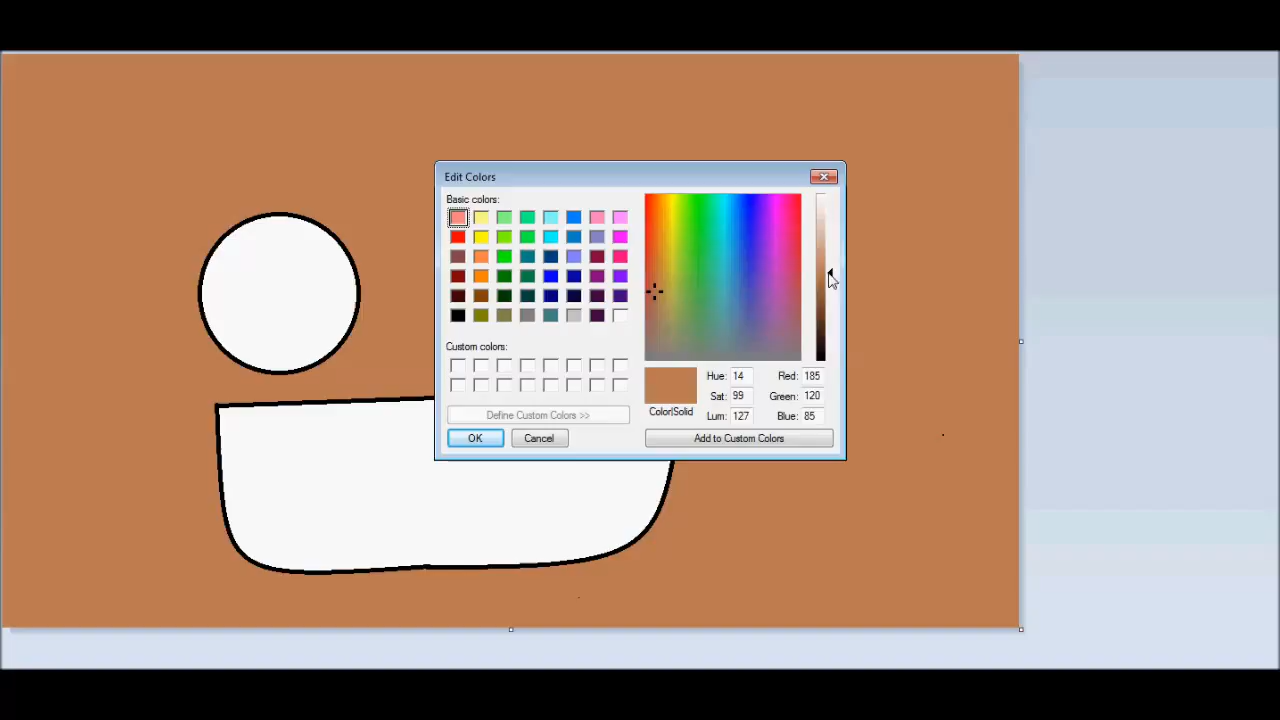 Edit Colors
Basic colors:
Custom colors:
Define Custom Colors >>
OK Cancel
Hue: 14 Red: 185
Sat: 99 Green: 120
Color|Solid
Lum: 127 Blue: 85
Add to Custom Colors